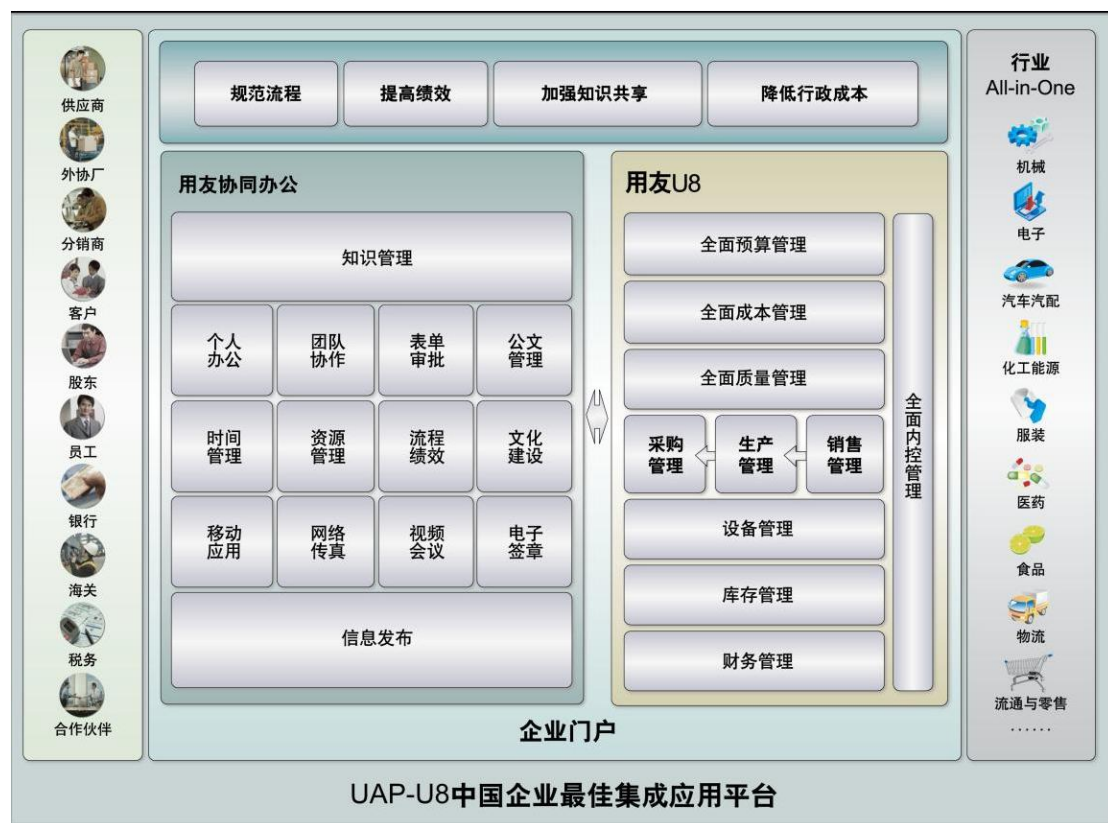 供应商
外协厂
分销商
客户
股东
员工
银行
海关
税务
合作伙伴
规范流程
提高绩效
加强知识共享
降低行政成本
用友协同办公
知识管理
个人
办公
团队
协作
表单
审批
公文
管理
时间
管理
资源
管理
流程
绩效
文化
建设
移动
应用
网络
传真
视频
会议
电子
签章
信息发布
用友U8
全面预算管理
全面成本管理
全面质量管理
采购
管理
生产
管理
销售
管理
设备管理
库存管理
财务管理
全面内控管理
企业门户
行业
All-in-One
机械
电子
汽车汽配
化工能源
服装
医药
食品
物流
流通与零售
……
UAP-U8中国企业最佳集成应用平台